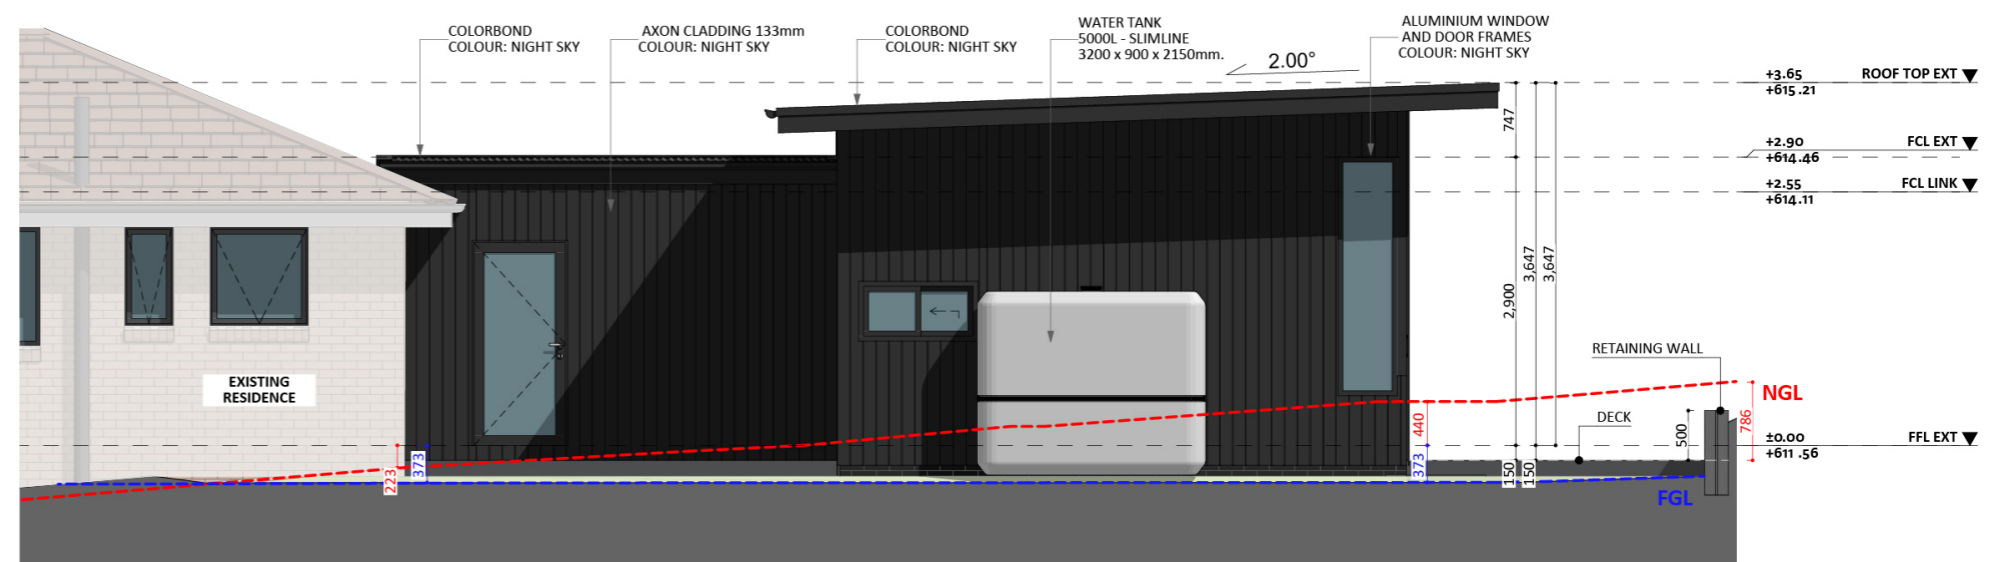 COLORBOND
COLOUR: NIGHT SKY
AXON CLADDING 133mm
COLOUR: NIGHT SKY
COLORBOND
COLOUR: NIGHT SKY
WATER TANK
5000L - SLIMLINE
3200 x 900 x 2150mm.
2.00°
ALUMINIUM WINDOW
AND DOOR FRAMES
COLOUR: NIGHT SKY
+3.65 ROOF TOP EXT
+615.21
747
+2.90 FCL EXT
+614.46
+2.55 FCL LINK
+614.11
2,900
3,647
3,647
RETAINING WALL
EXISTING
RESIDENCE
NGL
786
DECK
500
440
±0.00 FFL EXT
+611.56
223
373
373
150
150
FGL